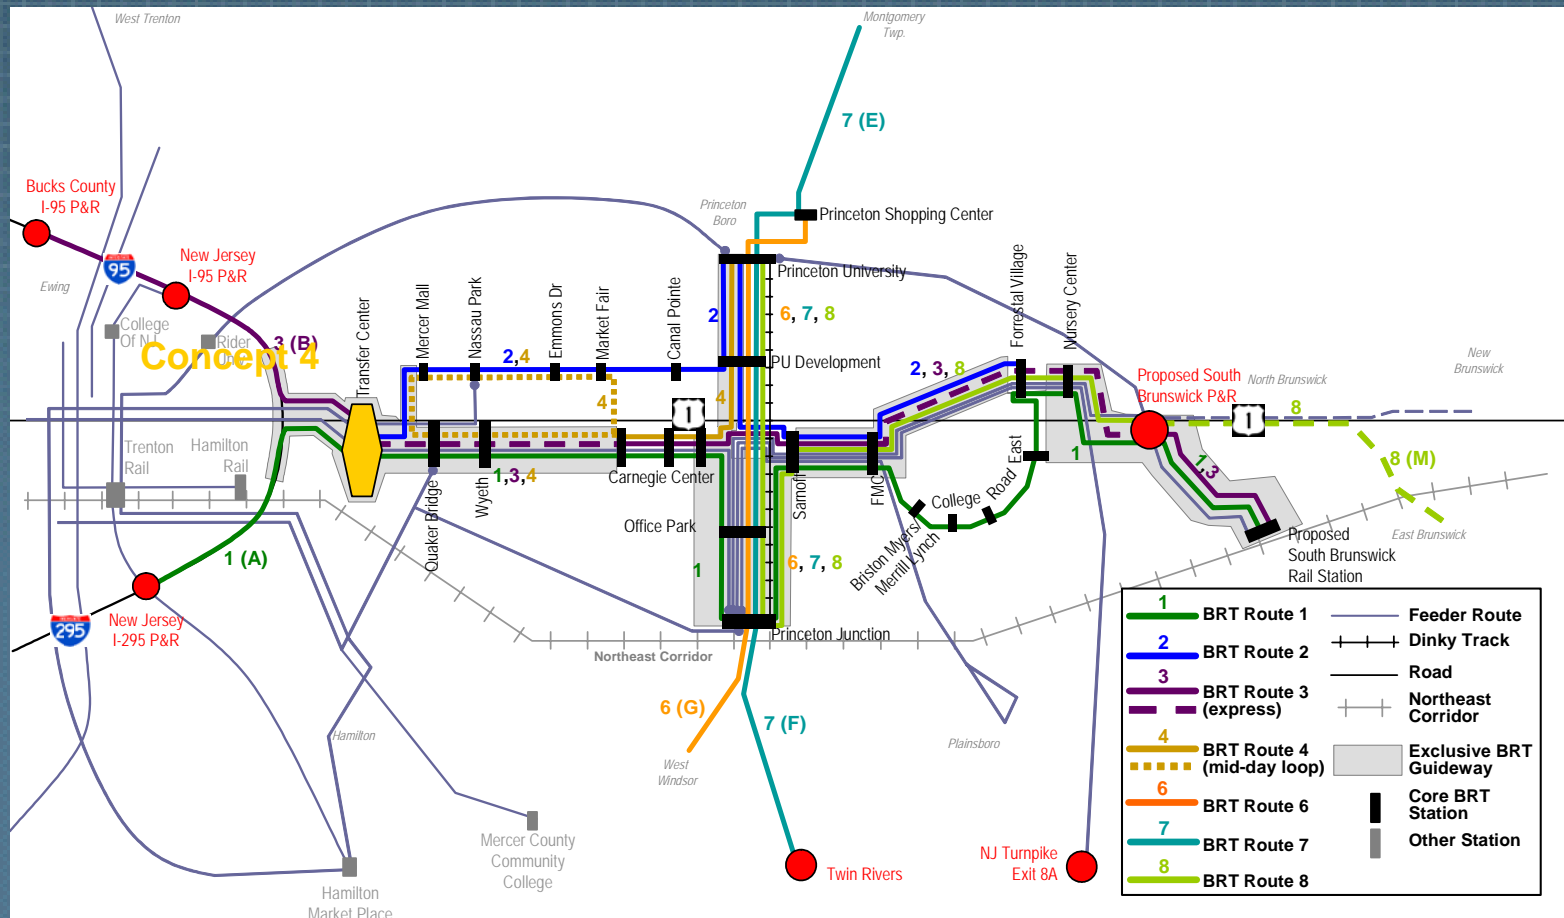 West Trenton
Montgomery
Twp.
7 (E)
Bucks County
I-95 P&R
95
New Jersey
I-95 P&R
Ewing
College
Of NJ
Rider
3 (B)
Concept 4
Transfer Center
Mercer Mall
Nassau Park
Emmons Dr
Market Fair
Canal Pointe
2,4
4
Princeton
Boro
Princeton Shopping Center
Princeton University
2
6, 7, 8
PU Development
4
1
2, 3, 8
Forrestal Village
Nursery Center
Proposed South
Brunswick P&R
North Brunswick
New
Brunswick
1
8
8 (M)
East Brunswick
Trenton
Rail
Hamilton
Rail
Quaker Bridge
Wyeth
1,3,4
Carnegie Center
Office Park
Sarnoff
FMC
Briston Myers/
Merrill Lynch
College
Road
East
1
1,3
Proposed
South Brunswick
Rail Station
1 (A)
New Jersey
I-295 P&R
295
1
6, 7, 8
Princeton Junction
Northeast Corridor
6 (G)
7 (F)
West
Windsor
Hamilton
Plainsboro
Mercer County
Community
College
Hamilton
Market Place
Twin Rivers
NJ Turnpike
Exit 8A
1
BRT Route 1
2
BRT Route 2
3
BRT Route 3
(express)
4
BRT Route 4
(mid-day loop)
6
BRT Route 6
7
BRT Route 7
8
BRT Route 8
Feeder Route
Dinky Track
Road
Northeast
Corridor
Exclusive BRT
Guideway
Core BRT
Station
Other Station